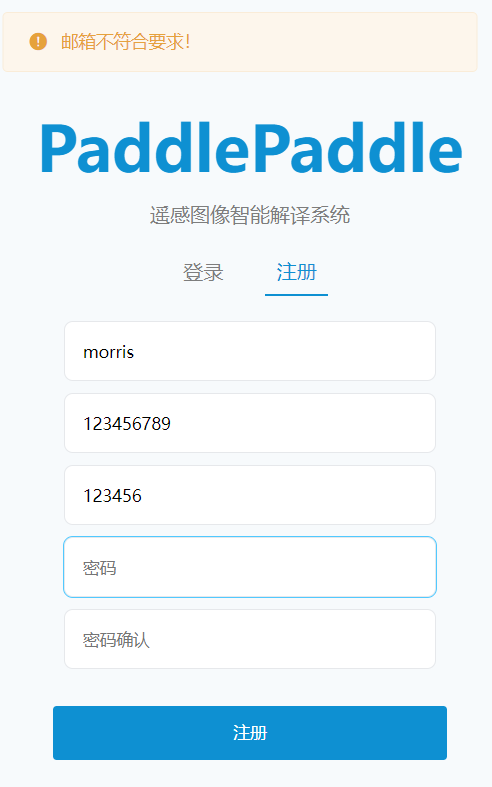 邮箱不符合要求!
PaddlePaddle
遥感图像智能解译系统
登录 注册
morris
123456789
123456
密码
密码确认
注册